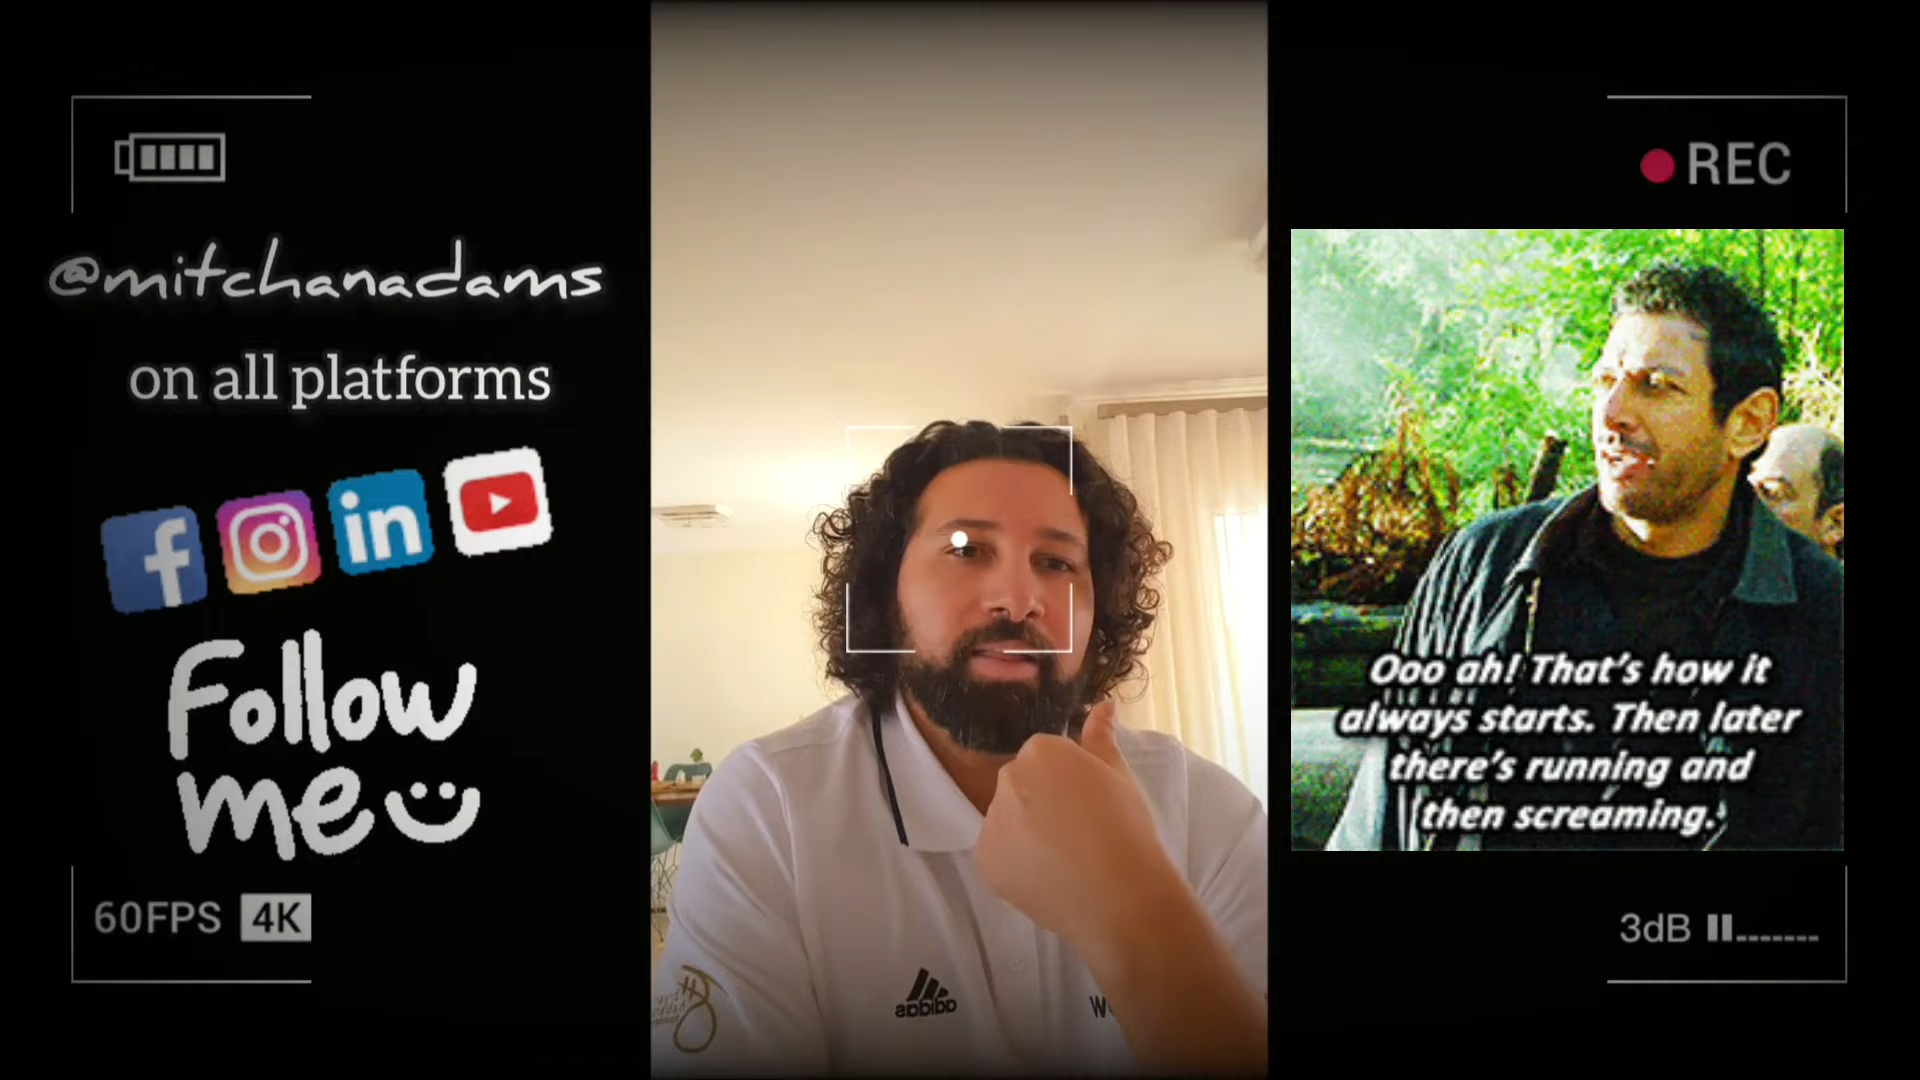 @mitchanadams
on all platforms
f
in
Follow
me
60FPS 4K
adidas
REC
Ooo ah! That's how it
always starts. Then later
there's running and
then screaming.
3dB